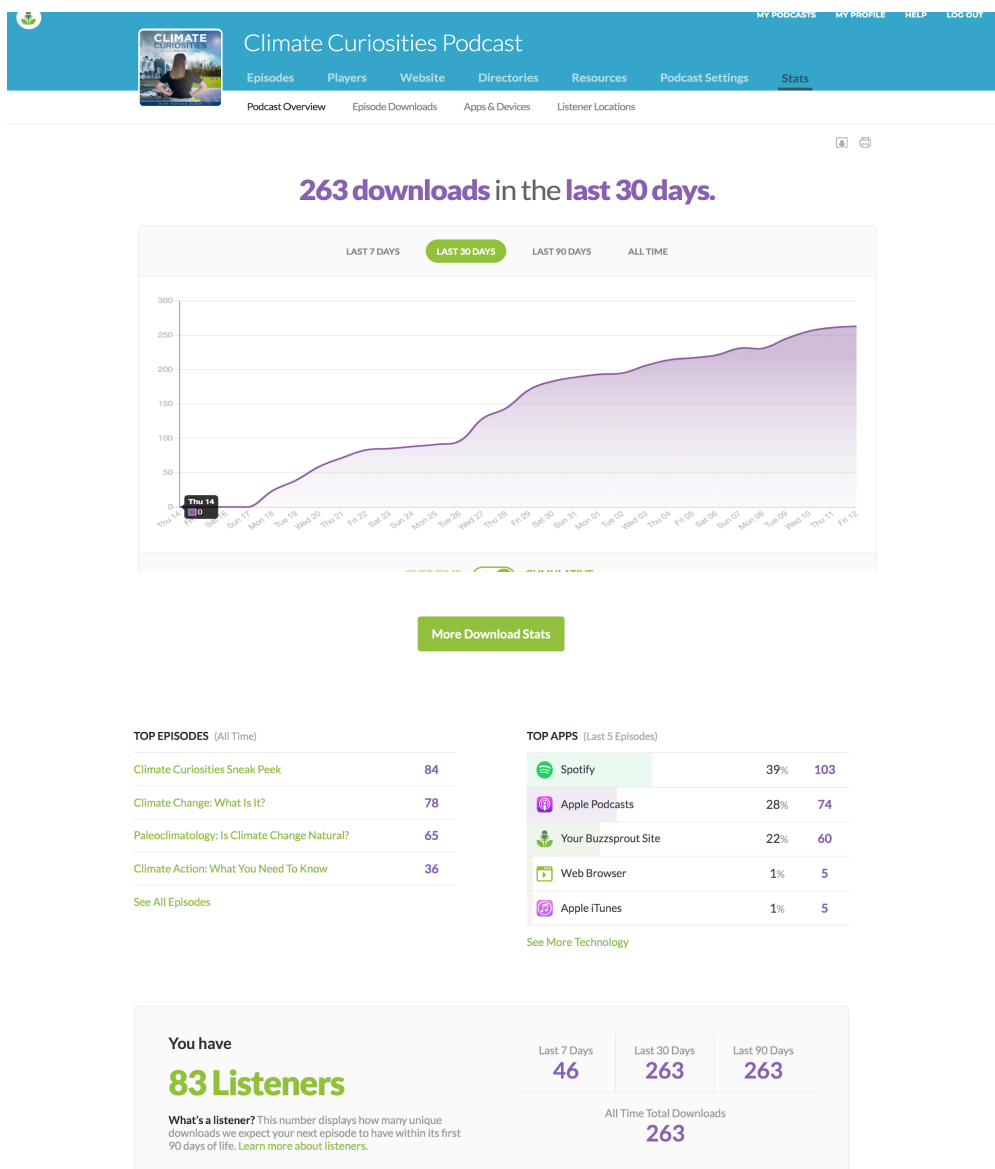 MY PODCASTS MY PROFILE HELP LOG OUT
CLIMATE
CURIOSITIES
Climate Curiosities Podcast
Episodes Players Website Directories Resources Podcast Settings Stats
Podcast Overview Episode Downloads Apps & Devices Listener Locations
263 downloads in the last 30 days.
LAST 7 DAYS LAST 30 DAYS LAST 90 DAYS ALL TIME
300
250
200
150
100
50
0
Thu 14
0
Thu 14 Sun 17 Mon 18 Tue 19 Wed 20 Thu 21 Fri 22 Sat 23 Sun 24 Mon 25 Tue 26 Wed 27 Thu 28 Fri 29 Sat 30 Sun 31 Mon 01 Tue 02 Wed 03 Thu 04 Fri 05 Sat 06 Sun 07 Mon 08 Tue 09 Wed 10 Thu 11 Fri 12
OVER TIME CUMULATIVE
More Download Stats
TOP EPISODES (All Time)
Climate Curiosities Sneak Peek 84
Climate Change: What Is It? 78
Paleoclimatology: Is Climate Change Natural? 65
Climate Action: What You Need To Know 36
See All Episodes
TOP APPS (Last 5 Episodes)
Spotify 39% 103
Apple Podcasts 28% 74
Your Buzzsprout Site 22% 60
Web Browser 1% 5
Apple iTunes 1% 5
See More Technology
You have
83 Listeners
What's a listener? This number displays how many unique
downloads we expect your next episode to have within its first
90 days of life. Learn more about listeners.
Last 7 Days Last 30 Days Last 90 Days
46 263 263
All Time Total Downloads
263